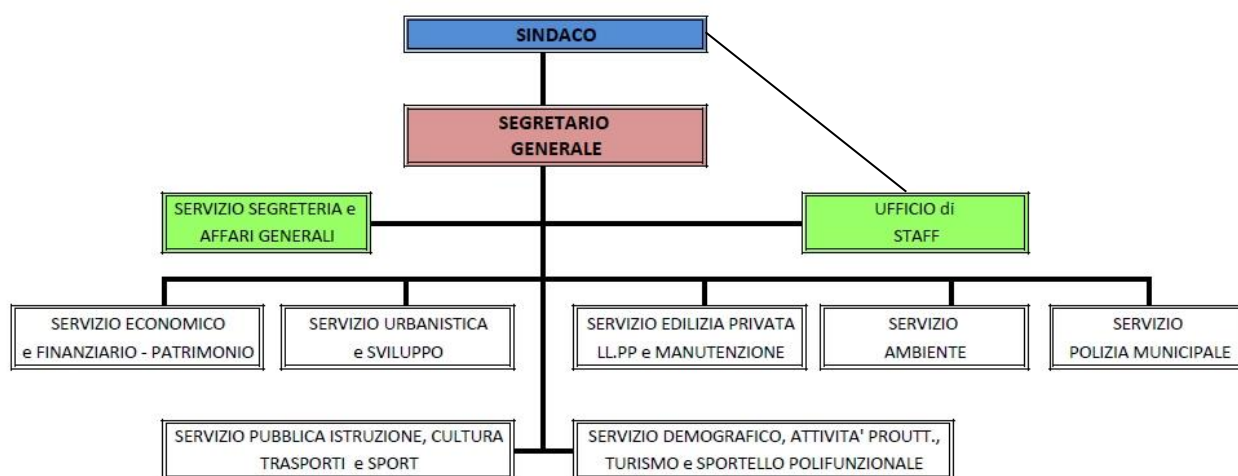 SINDACO
SEGRETARIO
GENERALE
SERVIZIO SEGRETERIA e
AFFARI GENERALI
UFFICIO di
STAFF
SERVIZIO ECONOMICO
e FINANZIARIO - PATRIMONIO
SERVIZIO URBANISTICA
e SVILUPPO
SERVIZIO EDILIZIA PRIVATA
LL.PP e MANUTENZIONE
SERVIZIO
AMBIENTE
SERVIZIO
POLIZIA MUNICIPALE
SERVIZIO PUBBLICA ISTRUZIONE, CULTURA
TRASPORTI e SPORT
SERVIZIO DEMOGRAFICO, ATTIVITA' PROUTT.,
TURISMO e SPORTELLO POLIFUNZIONALE